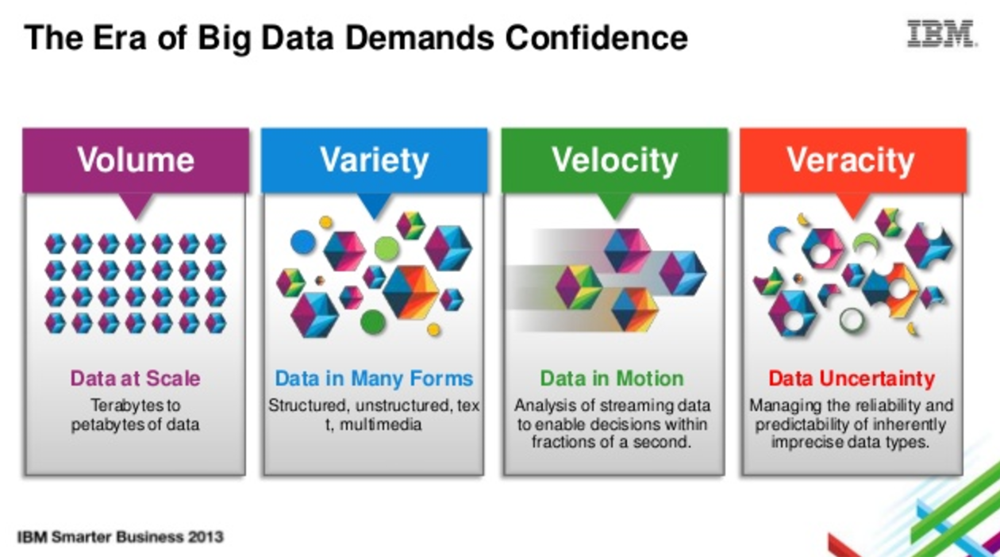 The Era of Big Data Demands Confidence
IBM
Volume
Variety
Velocity
Veracity
Data at Scale
Terabytes to
petabytes of data
Data in Many Forms
Structured, unstructured, tex
t, multimedia
Data in Motion
Analysis of streaming data
to enable decisions within
fractions of a second.
Data Uncertainty
Managing the reliability and
predictability of inherently
imprecise data types.
IBM Smarter Business 2013